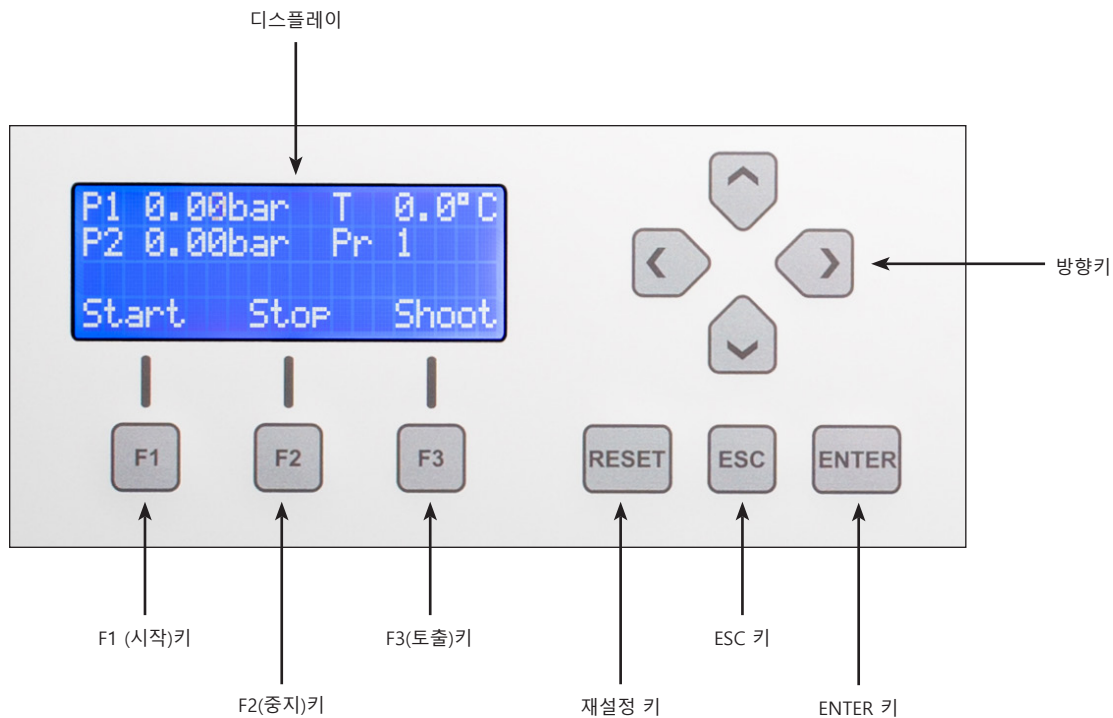 디스플레이
P1 0.00bar T 0.0°C
P2 0.00bar Pr 1
Start Stop Shoot
방향키
F1 F2 F3 RESET ESC ENTER
F1 (시작)키
F3(토출)키
ESC 키
F2(중지)키
재설정 키
ENTER 키